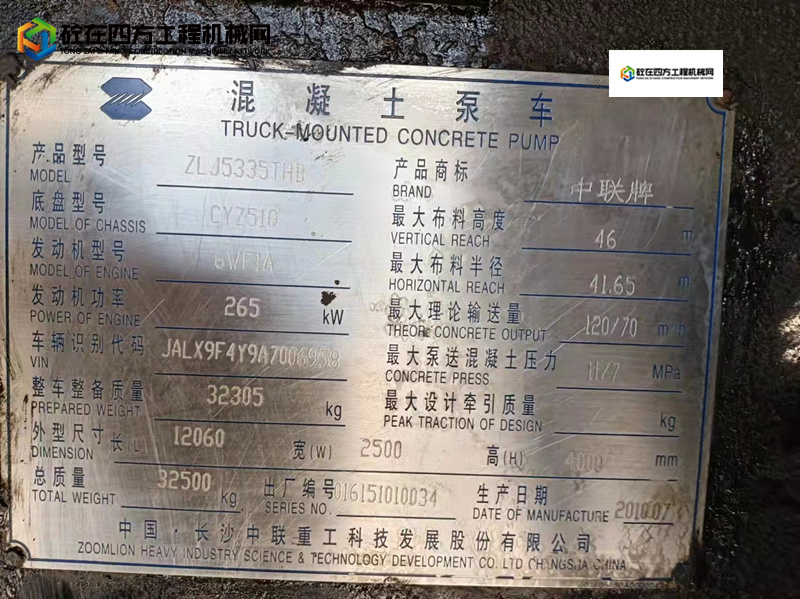 砼在四方工程机械网
砼在四方工程机械网
混凝土泵车
TRUCK-MOUNTED CONCRETE PUMP
产品型号 ZLJ5335THB
MODEL
产品商标 中联牌
BRAND
底盘型号 CYZ51Q
MODEL OF CHASSIS
最大布料高度 46 m
VERTICAL REACH
发动机型号 6WF1A
MODEL OF ENGINE
最大布料半径 41.65 m
HORIZONTAL REACH
发动机功率 265 kW
POWER OF ENGINE
最大理论输送量 120/70 m³/h
THEOR CONCRETE OUTPUT
车辆识别代码 JALX9F4Y9A7006958
VIN
最大泵送混凝土压力 11/7 MPa
CONCRETE PRESS
整车整备质量 32305 kg
PREPARED WEIGHT
最大设计牵引质量 kg
PEAK TRACTION OF DESIGN
外型尺寸 长(L) 12060 宽(W) 2500 高(H) 4000 mm
DIMENSION
总质量 32500 kg
TOTAL WEIGHT
出厂编号 016151010034
SERIES NO.
生产日期 2010.07
DATE OF MANUFACTURE
中国·长沙中联重工科技发展股份有限公司
ZOOMLION HEAVY INDUSTRY SCIENCE & TECHNOLOGY DEVELOPMENT CO. LTD CHANGSHA CHINA